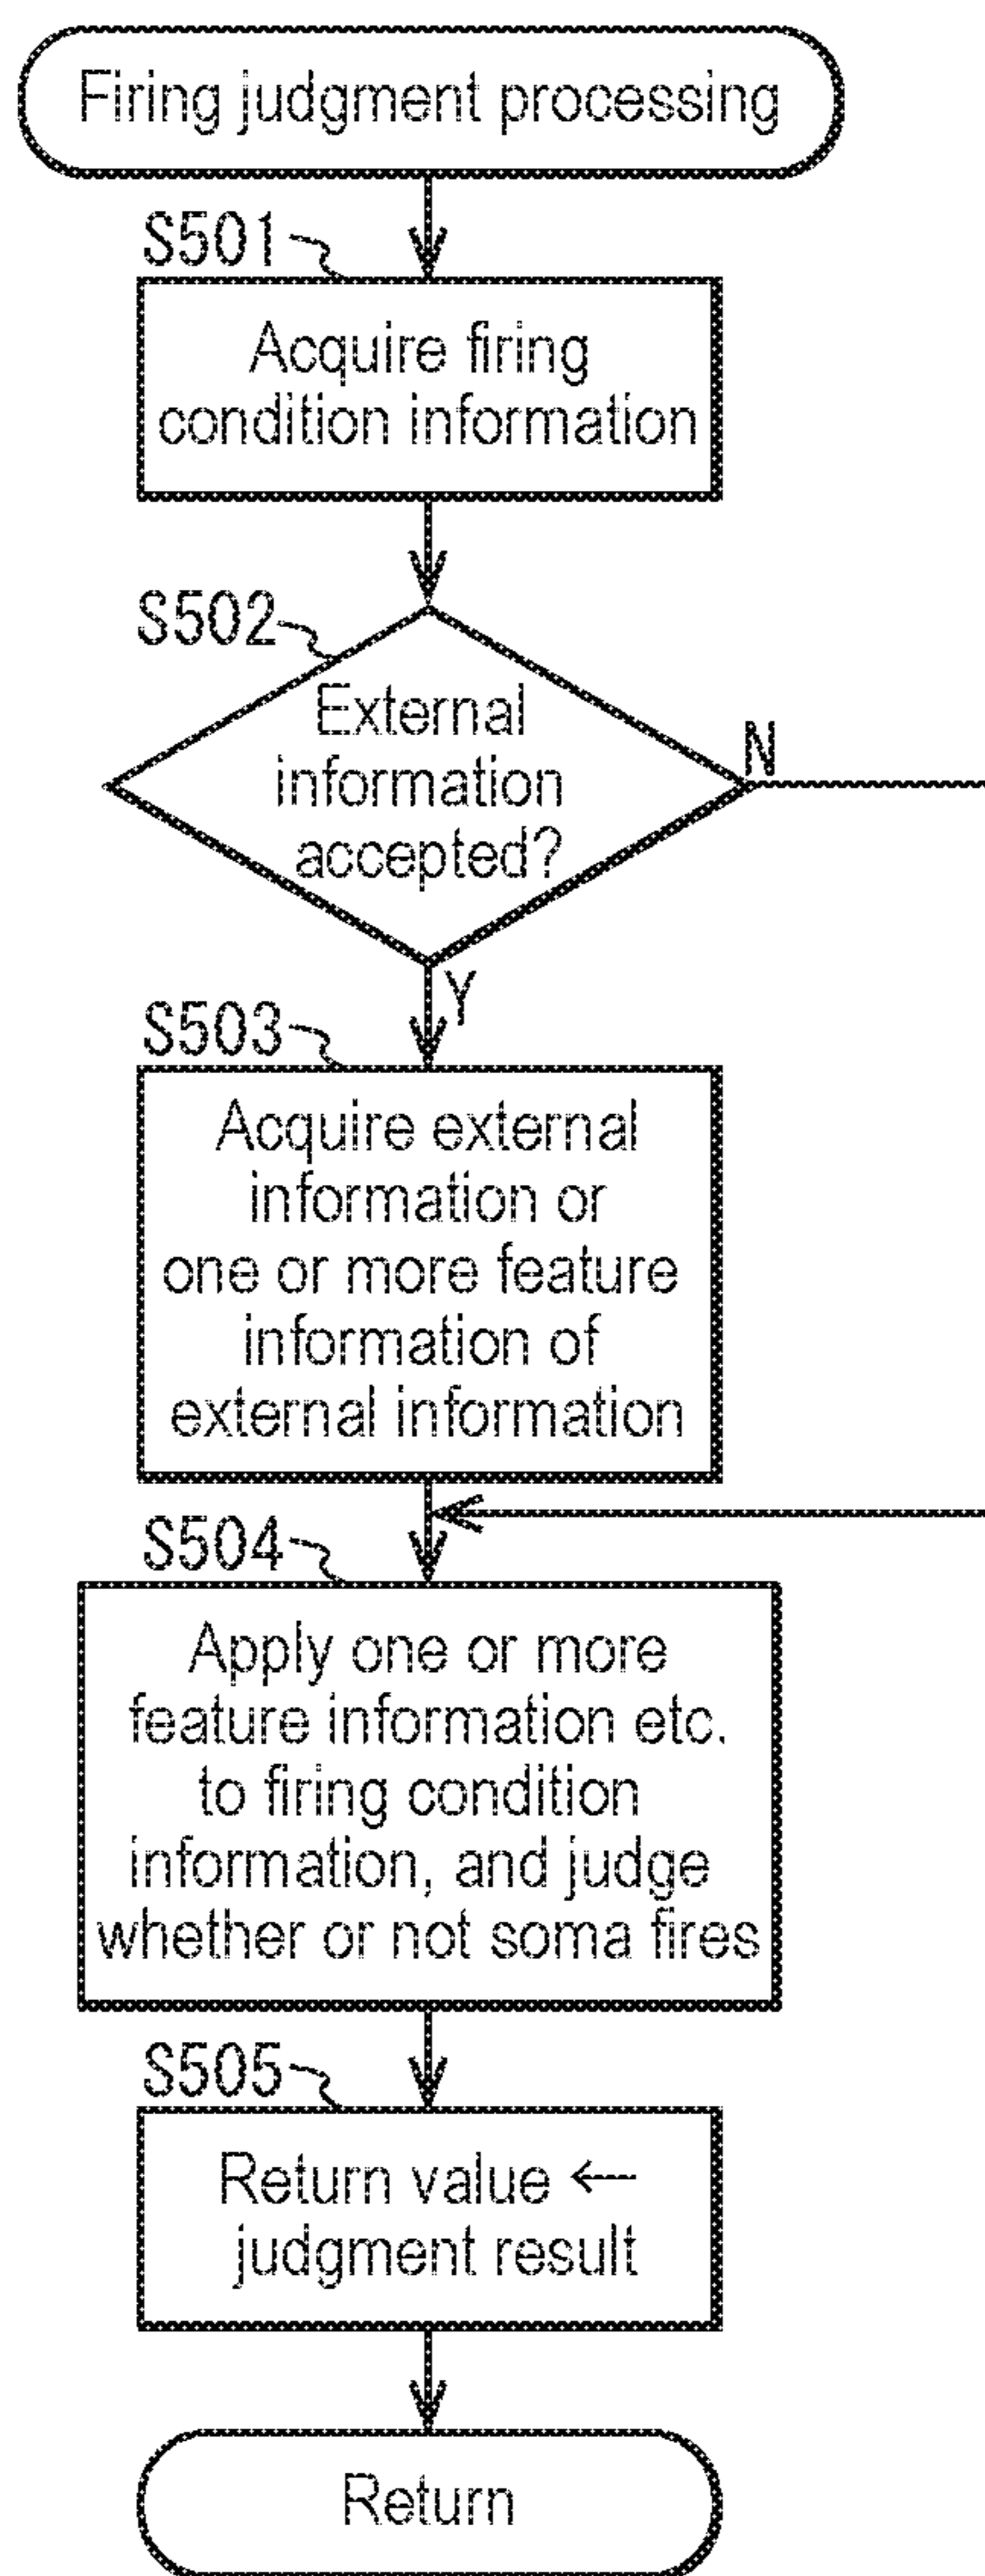 Firing judgment processing
S501
Acquire firing
condition information
S502
External
information
accepted?
N
Y
S503
Acquire external
information or
one or more feature
information of
external information
S504
Apply one or more
feature information etc.
to firing condition
information, and judge
whether or not soma fires
S505
Return value ←
judgment result
Return